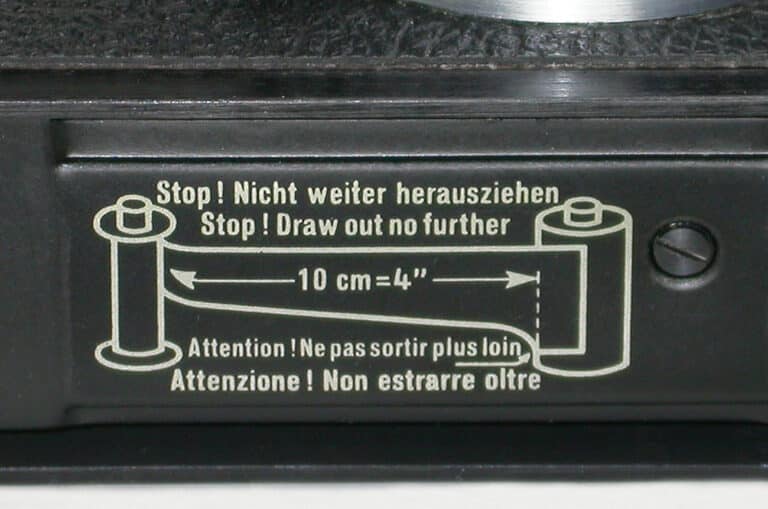 Stop! Nicht weiter herausziehen
Stop! Draw out no further
10 cm=4"
Attention! Ne pas sortir plus loin
Attenzione! Non estrarre oltre